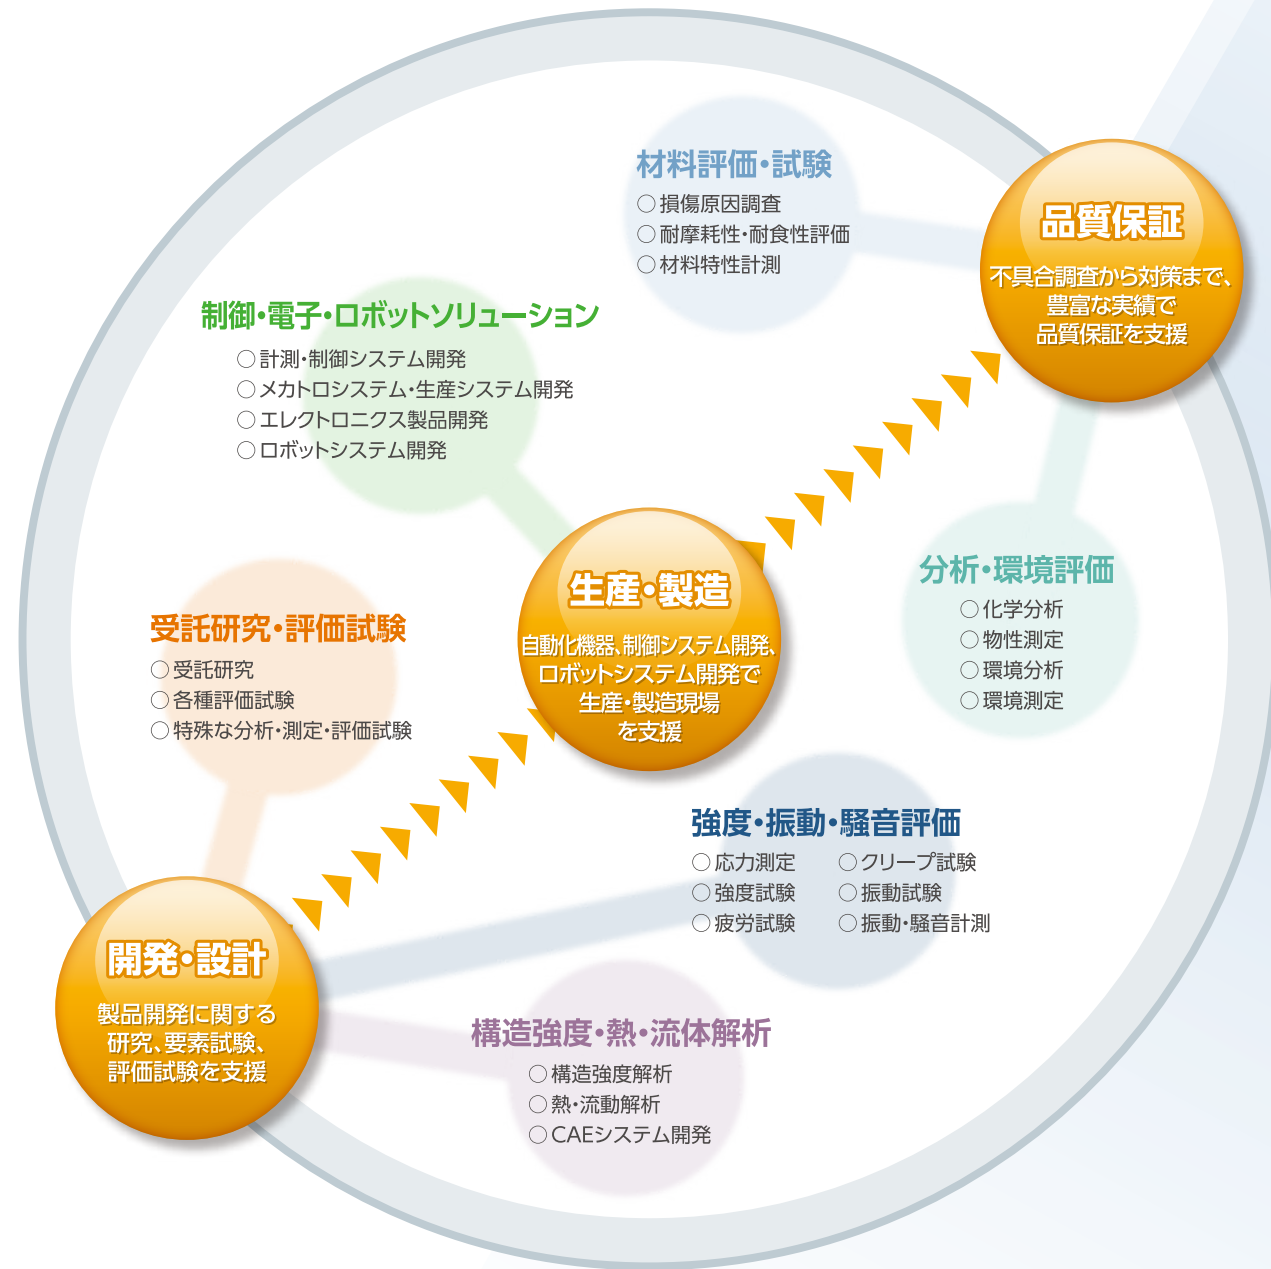 材料評価・試験
○損傷原因調査
○耐摩耗性・耐食性評価
○材料特性計測
品質保証
不具合調査から対策まで、
豊富な実績で
品質保証を支援
制御・電子・ロボットソリューション
○計測・制御システム開発
○メカトロシステム・生産システム開発
○エレクトロニクス製品開発
○ロボットシステム開発
生産・製造
自動化機器、制御システム開発、
ロボットシステム開発で
生産・製造現場
を支援
分析・環境評価
○化学分析
○物性測定
○環境分析
○環境測定
受託研究・評価試験
○受託研究
○各種評価試験
○特殊な分析・測定・評価試験
強度・振動・騒音評価
○応力測定 ○クリープ試験
○強度試験 ○振動試験
○疲労試験 ○振動・騒音計測
開発・設計
製品開発に関する
研究、要素試験、
評価試験を支援
構造強度・熱・流体解析
○構造強度解析
○熱・流動解析
○CAEシステム開発